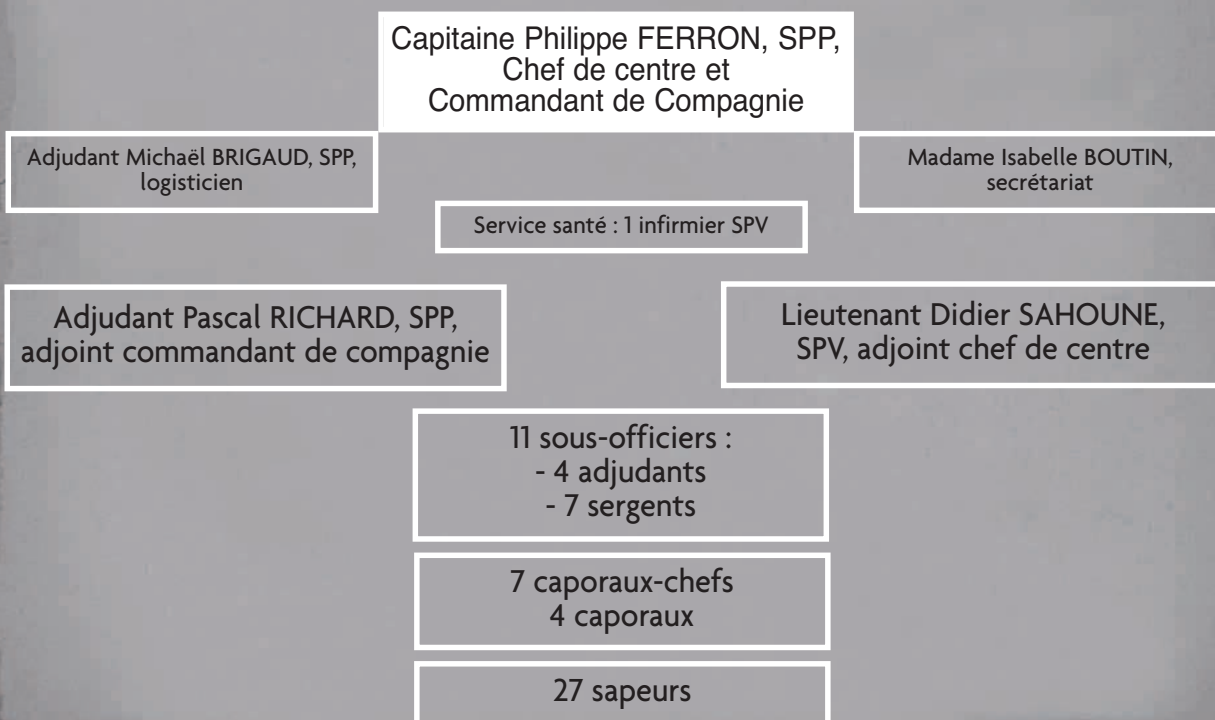 Capitaine Philippe FERRON, SPP,
Chef de centre et
Commandant de Compagnie
Adjudant Michaël BRIGAUD, SPP,
logisticien
Madame Isabelle BOUTIN,
secrétariat
Service santé : 1 infirmier SPV
Adjudant Pascal RICHARD, SPP,
adjoint commandant de compagnie
Lieutenant Didier SAHOUNE,
SPV, adjoint chef de centre
11 sous-officiers :
- 4 adjudants
- 7 sergents
7 caporaux-chefs
4 caporaux
27 sapeurs